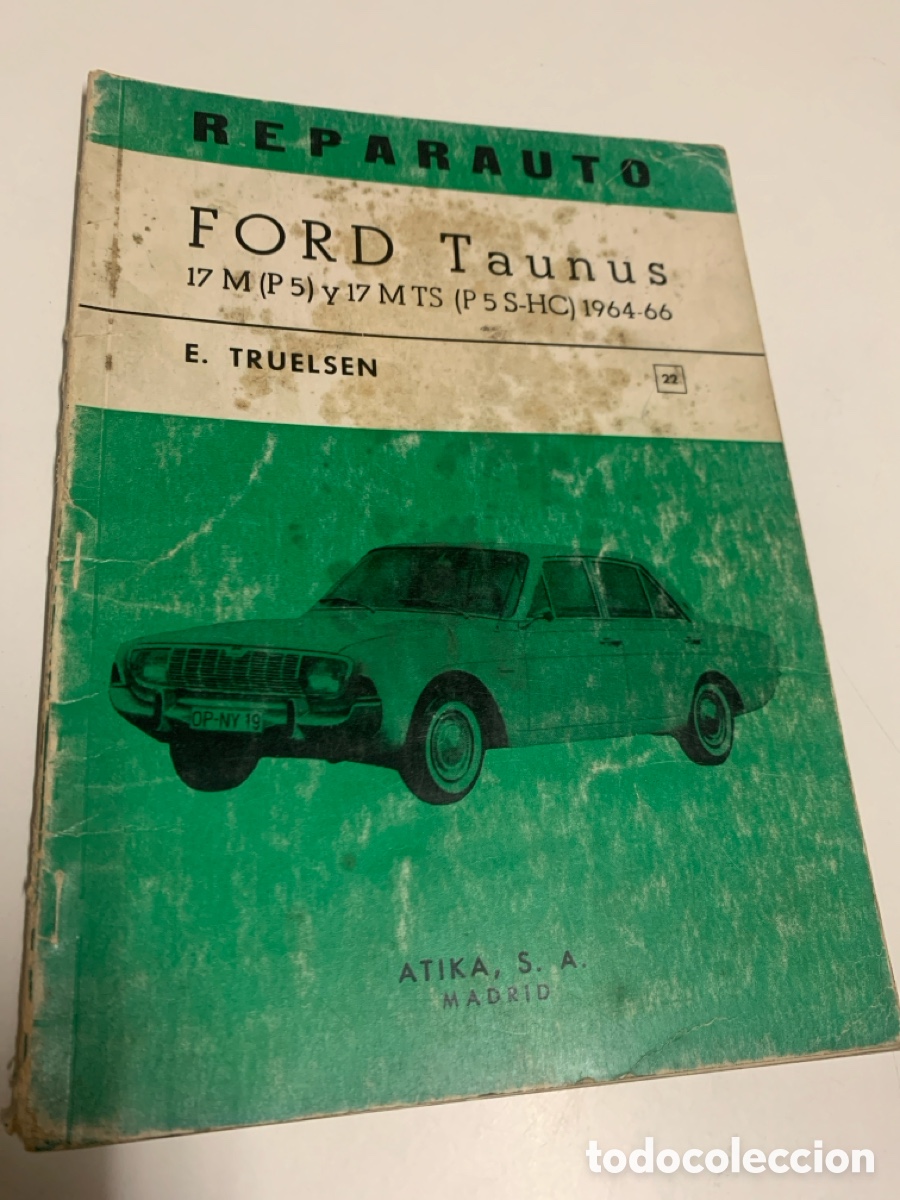 REPARAUTO
FORD Taunus
17 M (P 5) y 17 M TS (P 5 S-HC) 1964-66
E. TRUELSEN
22
OP-NY 19
ATIKA, S. A.
MADRID
todocoleccion